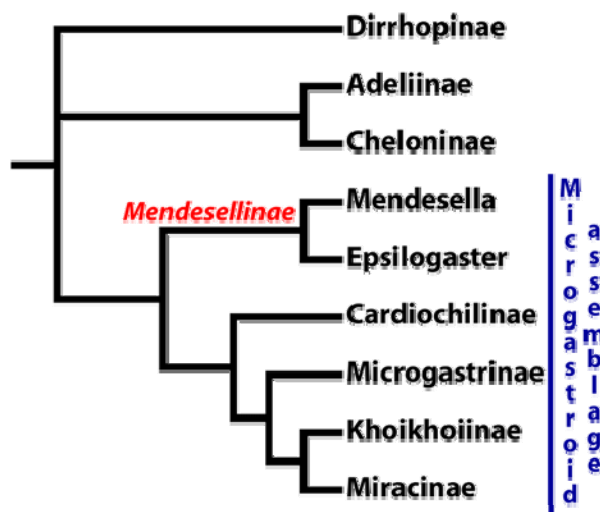 Dirrhopinae
Adeliinae
Cheloninae
Mendesellinae
Mendesella
Epsilogaster
Cardiochilinae
Microgastrinae
Khoikhoiinae
Miracinae
Microgastroid
assemblage